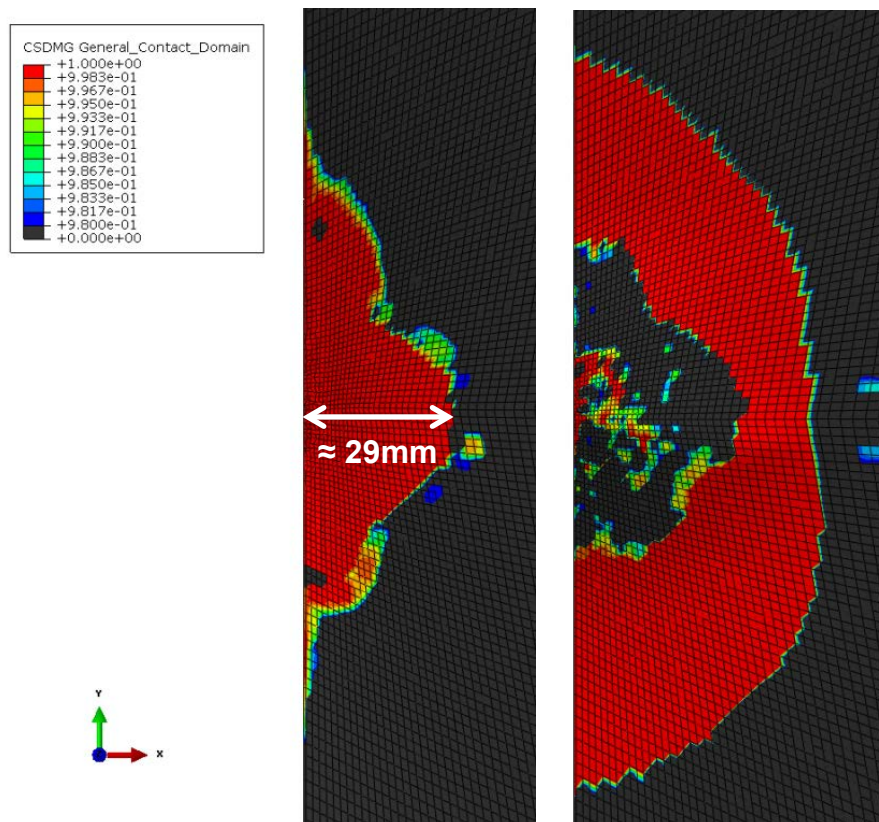 CSDMG General_Contact_Domain
+1.000e+00
+9.983e-01
+9.967e-01
+9.950e-01
+9.933e-01
+9.917e-01
+9.900e-01
+9.883e-01
+9.867e-01
+9.850e-01
+9.833e-01
+9.817e-01
+9.800e-01
+0.000e+00
≈ 29mm
Y
X